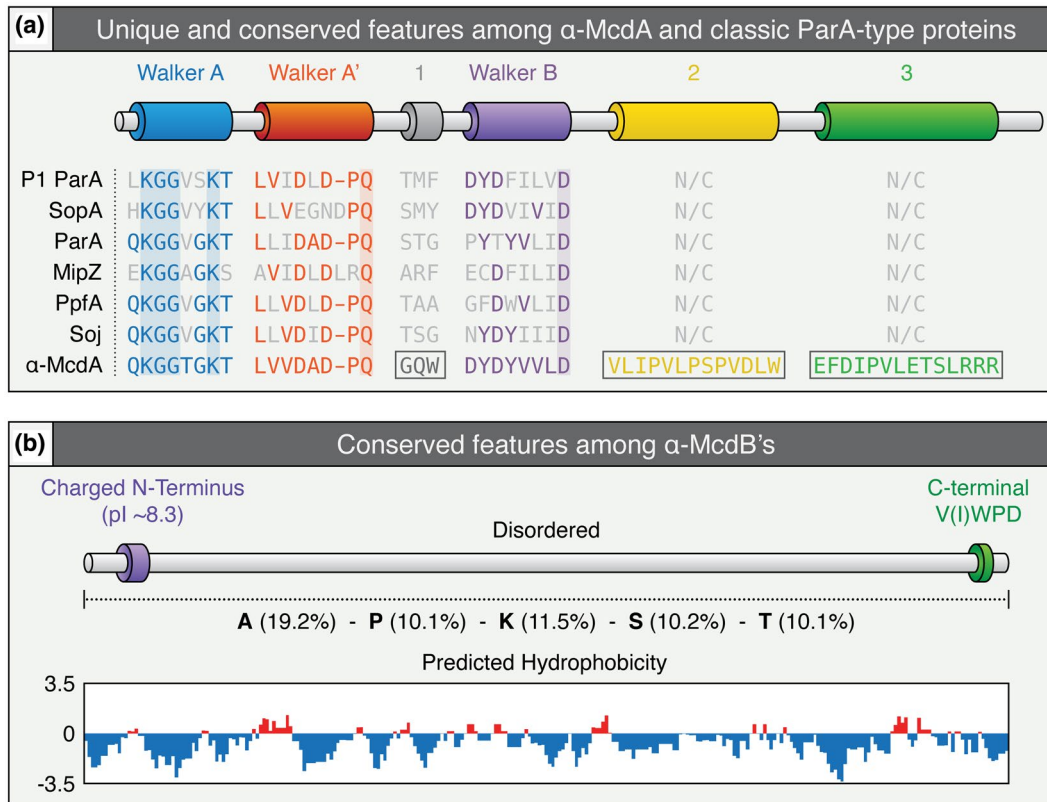 (a) Unique and conserved features among α-McdA and classic ParA-type proteins
Walker A Walker A’ 1 Walker B 2 3
P1 ParA LKGGVSKT LVIDLD-PQ TMF DYDFILVD N/C N/C
SopA HKGGVYKT LLVEGNDPQ SMY DYDVIVID N/C N/C
ParA QKGGVGKT LLIDAD-PQ STG PYTYVLID N/C N/C
MipZ EKGGAGKS AVIDLDLRQ ARF ECDFILID N/C N/C
PpfA QKGGVGKT LLVDLD-PQ TAA GFDWVLID N/C N/C
Soj QKGGVGKT LLVDID-PQ TSG NYDYIIID N/C N/C
α-McdA QKGGTGKT LVVDAD-PQ GQW DYDYVVLD VLIPVLPSPVDLW EFDIPVLETSLRRR
(b) Conserved features among α-McdB’s
Charged N-Terminus
(pI ~8.3)
C-terminal
V(I)WPD
Disordered
A (19.2%) - P (10.1%) - K (11.5%) - S (10.2%) - T (10.1%)
Predicted Hydrophobicity
3.5
0
-3.5